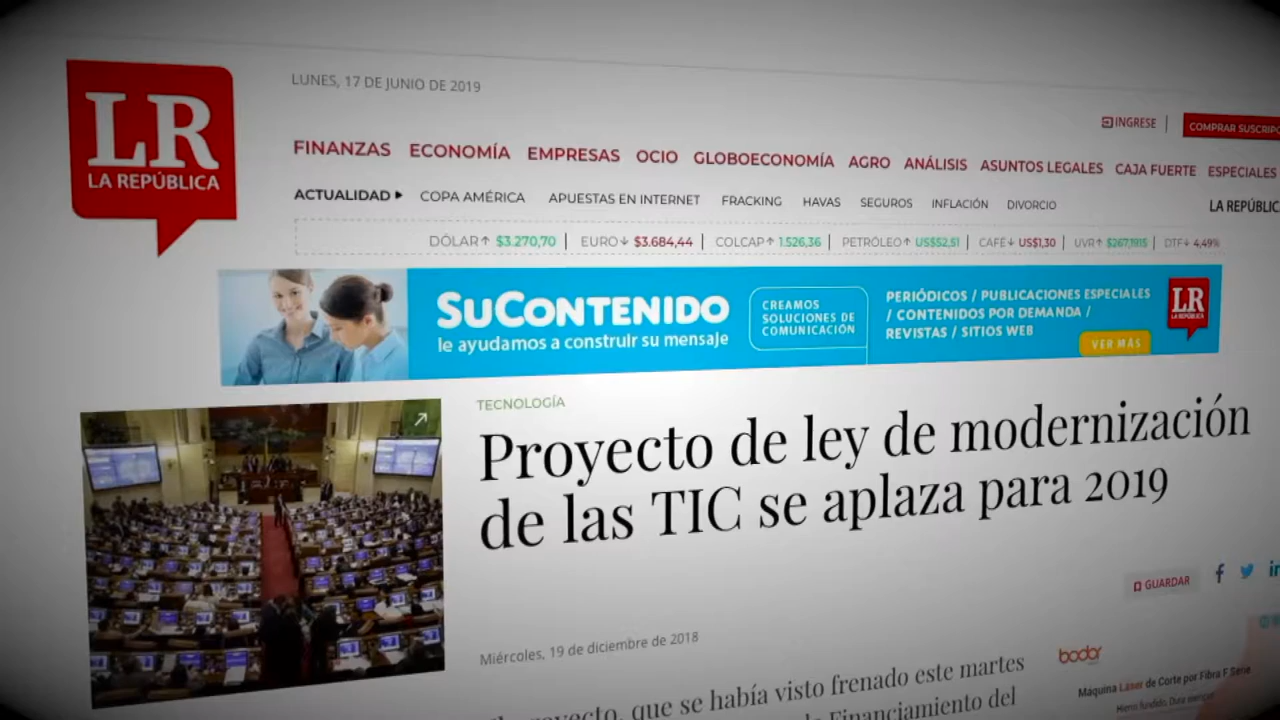 LR
LA REPÚBLICA
LUNES, 17 DE JUNIO DE 2019
INGRESE
COMPRAR
FINANZAS ECONOMÍA EMPRESAS OCIO GLOBOECONOMÍA AGRO ANÁLISIS ASUNTOS LEGALES CAJA FUERTE ESPECIALES
ACTUALIDAD COPA AMÉRICA APUESTAS EN INTERNET FRACKING HAVAS SEGUROS INFLACIÓN DIVORCIO LA
DÓLAR↑ $3.270,70 | EURO↓ $3.684,44 | COLCAP↑ 1.526,36 | PETRÓLEO↑ US$52,51 | CAFÉ↓ US$1,30 | UVR↑ $267,1915 | DTF↓ 4,49%
SUCONTENIDO
le ayudamos a construir su mensaje
CREAMOS
SOLUCIONES DE
COMUNICACIÓN
PERIÓDICOS / PUBLICACIONES ESPECIALES
/ CONTENIDOS POR DEMANDA /
REVISTAS / SITIOS WEB
VER MÁS
LR
LA REPÚBLICA
TECNOLOGÍA
Proyecto de ley de modernización
de las TIC se aplaza para 2019
GUARDAR
Miércoles, 19 de diciembre de 2018
que se había visto frenado este martes
Financiamiento del
bodor
Máquina Láser de Corte por Fibra F Serie